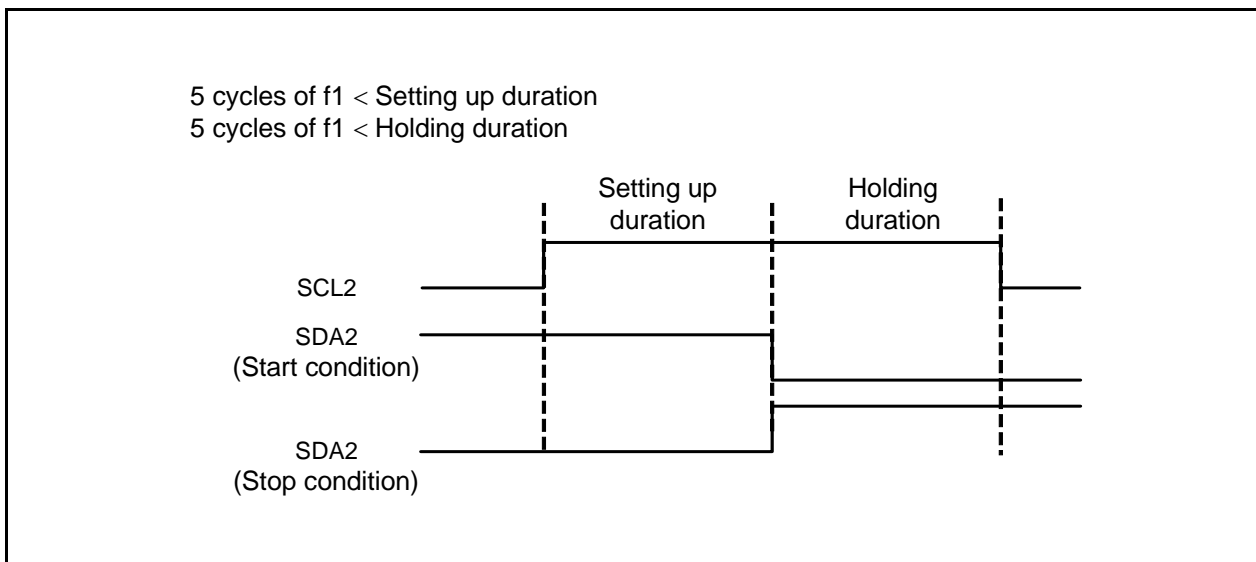 5 cycles of f1 < Setting up duration
5 cycles of f1 < Holding duration
Setting up
duration
Holding
duration
SCL2
SDA2
(Start condition)
SDA2
(Stop condition)